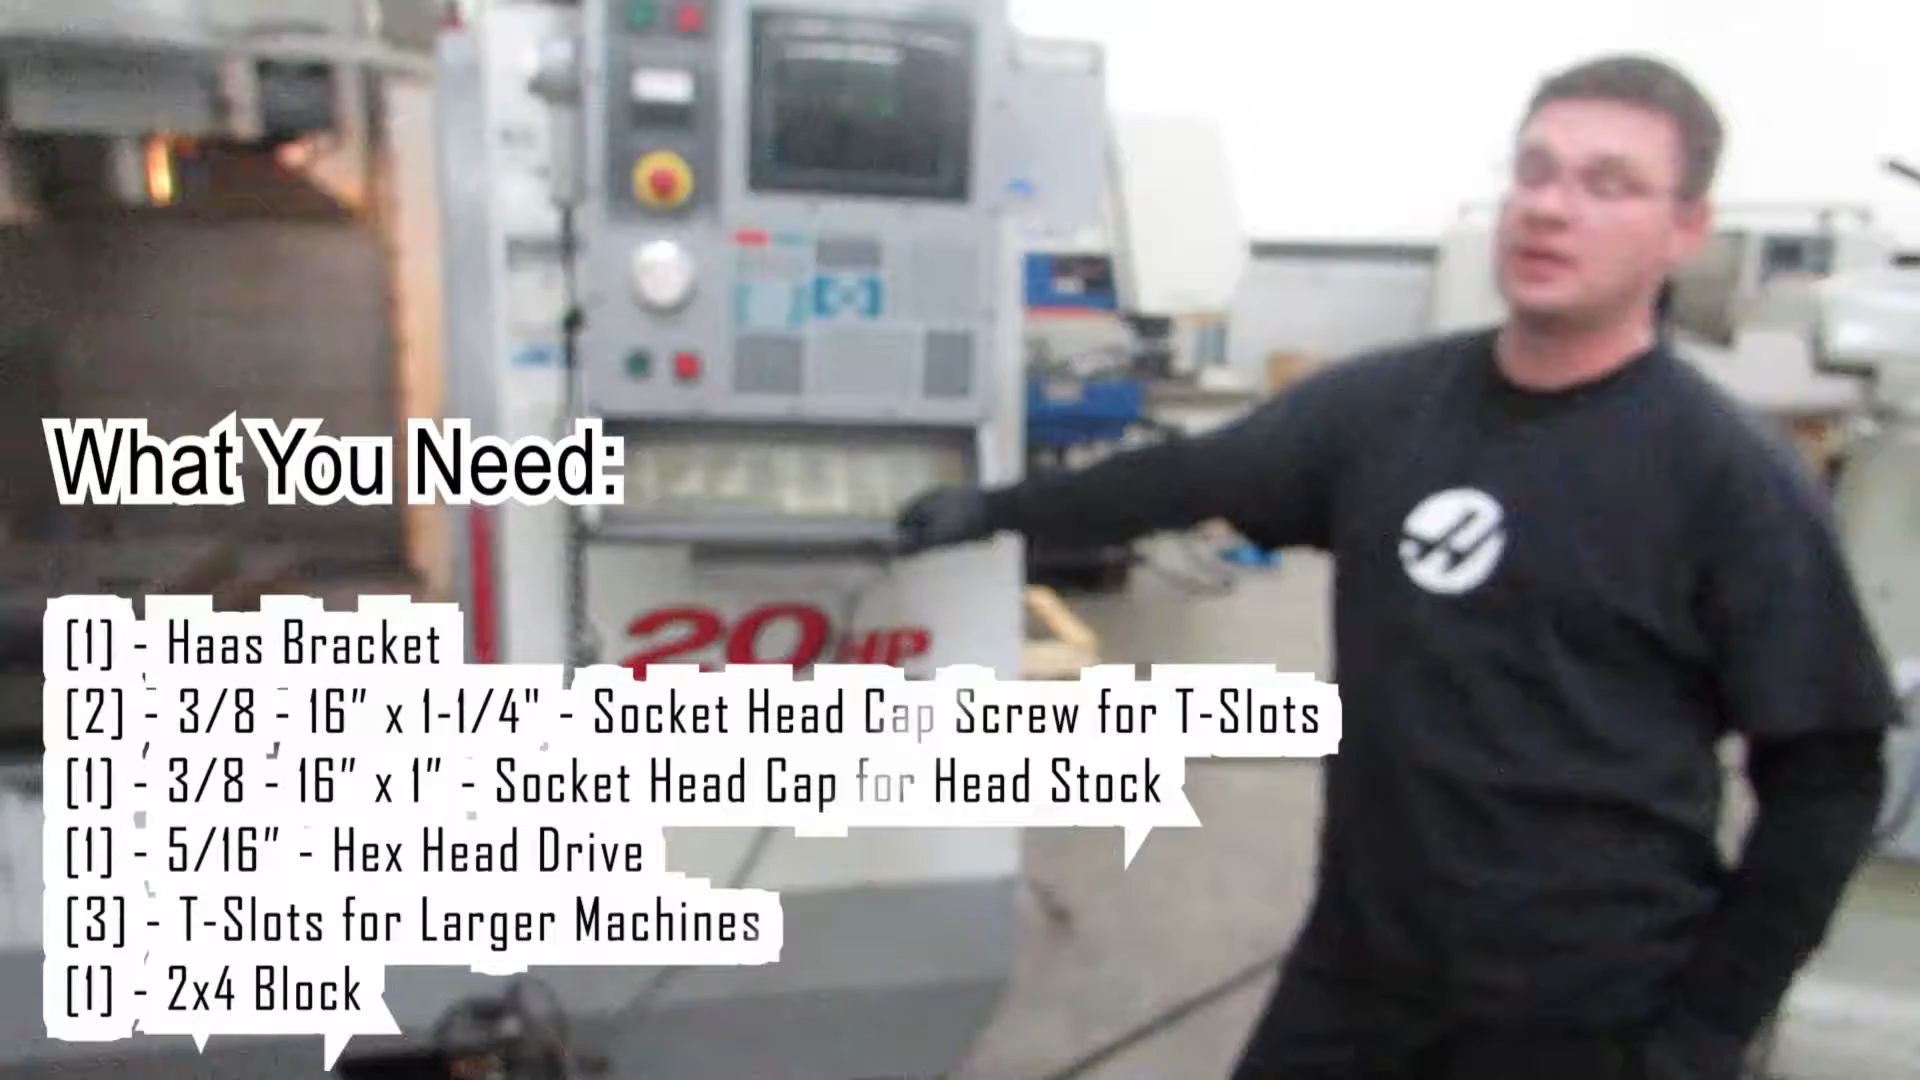 What You Need:
[1] - Haas Bracket
[2] - 3/8 - 16" x 1-1/4" - Socket Head Cap Screw for T-Slots
[1] - 3/8 - 16" x 1" - Socket Head Cap for Head Stock
[1] - 5/16" - Hex Head Drive
[3] - T-Slots for Larger Machines
[1] - 2x4 Block
20 HP